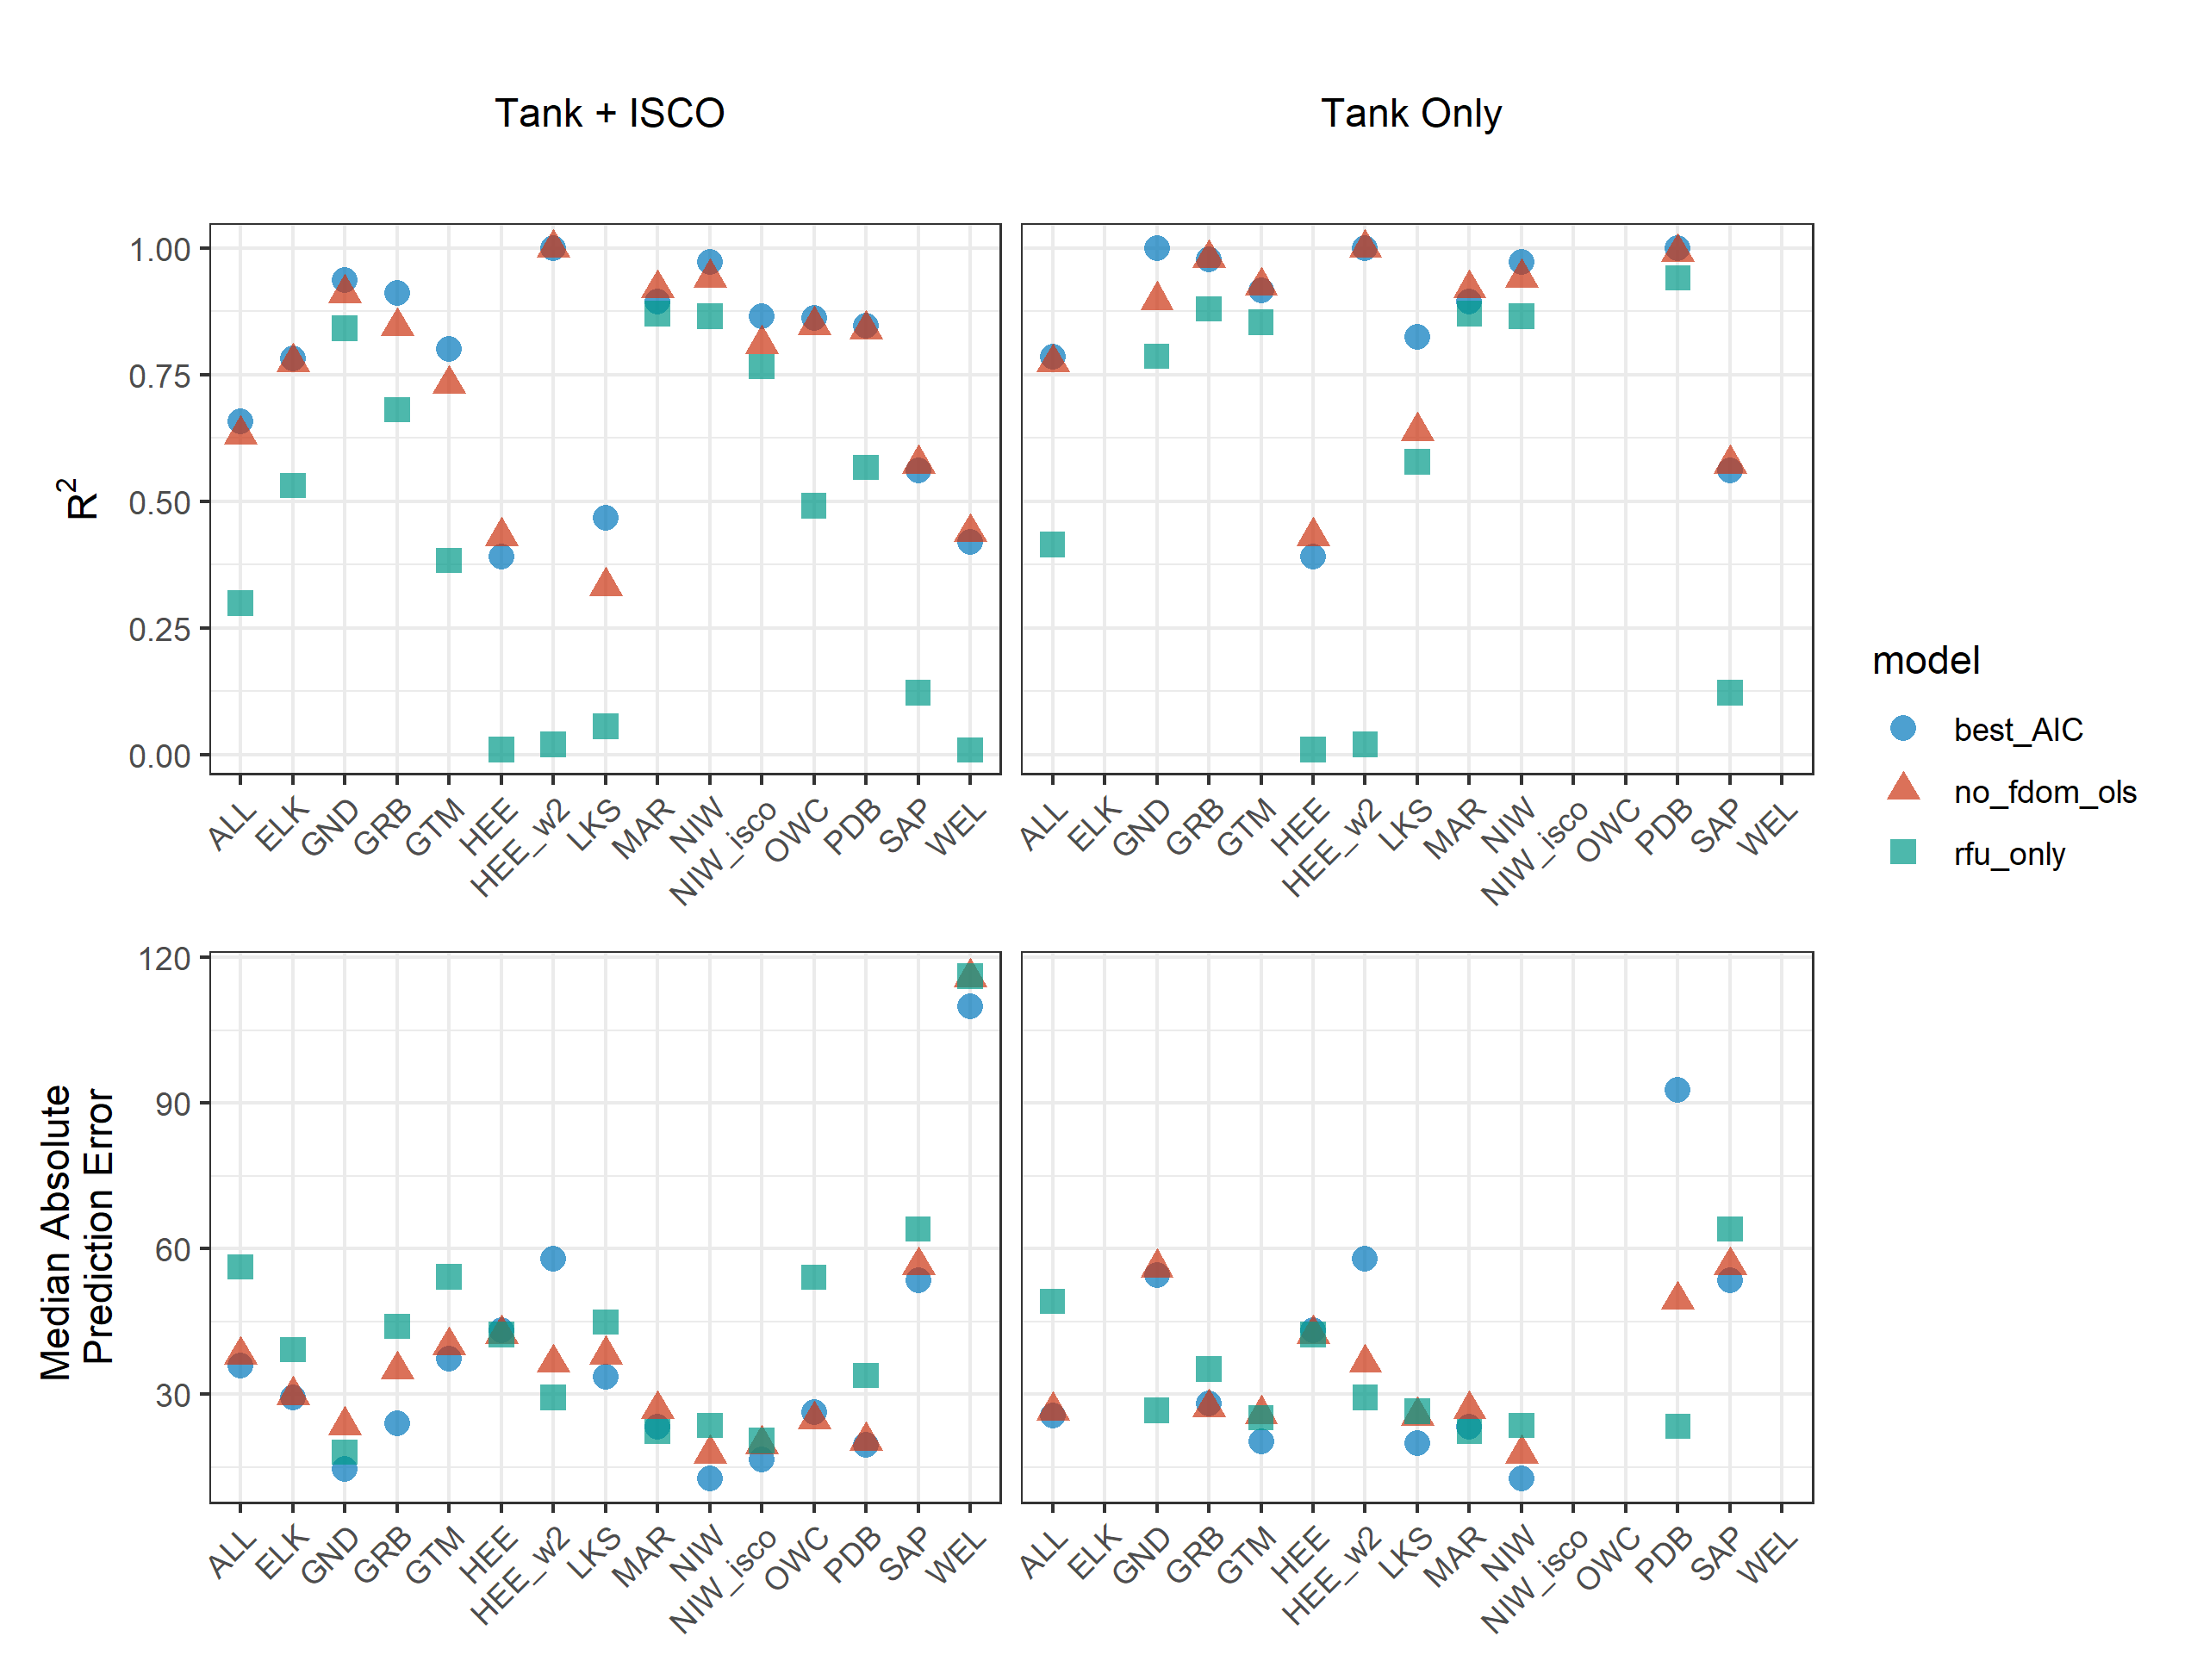 Tank + ISCO
Tank Only
R²
1.00
0.75
0.50
0.25
0.00
ALL
ELK
GND
GRB
GTM
HEE
HEE_w2
LKS
MAR
NIW
NIW_isco
OWC
PDB
SAP
WEL
ALL
ELK
GND
GRB
GTM
HEE
HEE_w2
LKS
MAR
NIW
NIW_isco
OWC
PDB
SAP
WEL
model
best_AIC
no_fdom_ols
rfu_only
Median Absolute
Prediction Error
120
90
60
30
ALL
ELK
GND
GRB
GTM
HEE
HEE_w2
LKS
MAR
NIW
NIW_isco
OWC
PDB
SAP
WEL
ALL
ELK
GND
GRB
GTM
HEE
HEE_w2
LKS
MAR
NIW
NIW_isco
OWC
PDB
SAP
WEL